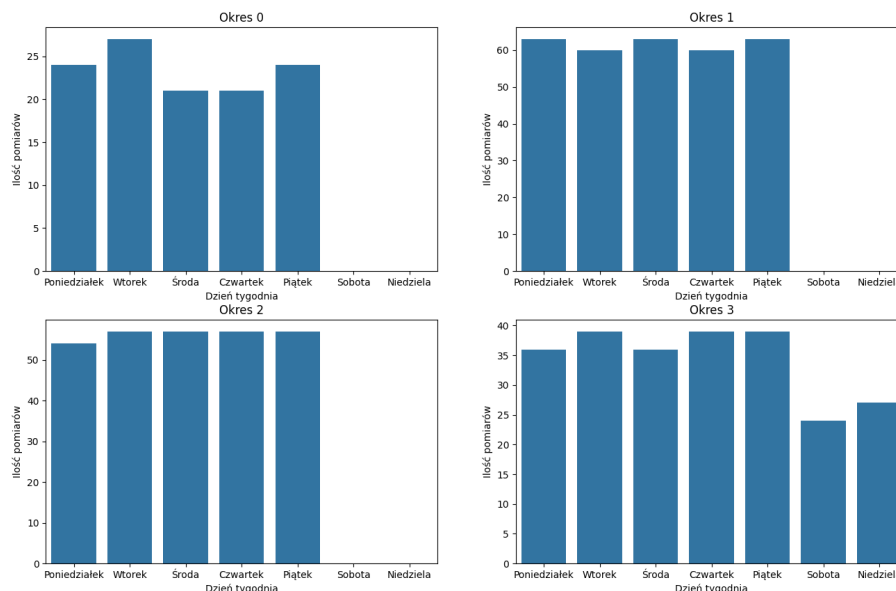 Okres 0
Ilość pomiarów
25
20
15
10
5
0
Poniedziałek Wtorek Środa Czwartek Piątek Sobota Niedziela
Dzień tygodnia
Okres 1
Ilość pomiarów
60
50
40
30
20
10
0
Poniedziałek Wtorek Środa Czwartek Piątek Sobota Niedziel
Dzień tygodnia
Okres 2
Ilość pomiarów
50
40
30
20
10
0
Poniedziałek Wtorek Środa Czwartek Piątek Sobota Niedziela
Dzień tygodnia
Okres 3
Ilość pomiarów
40
35
30
25
20
15
10
5
0
Poniedziałek Wtorek Środa Czwartek Piątek Sobota Niedziela
Dzień tygodnia